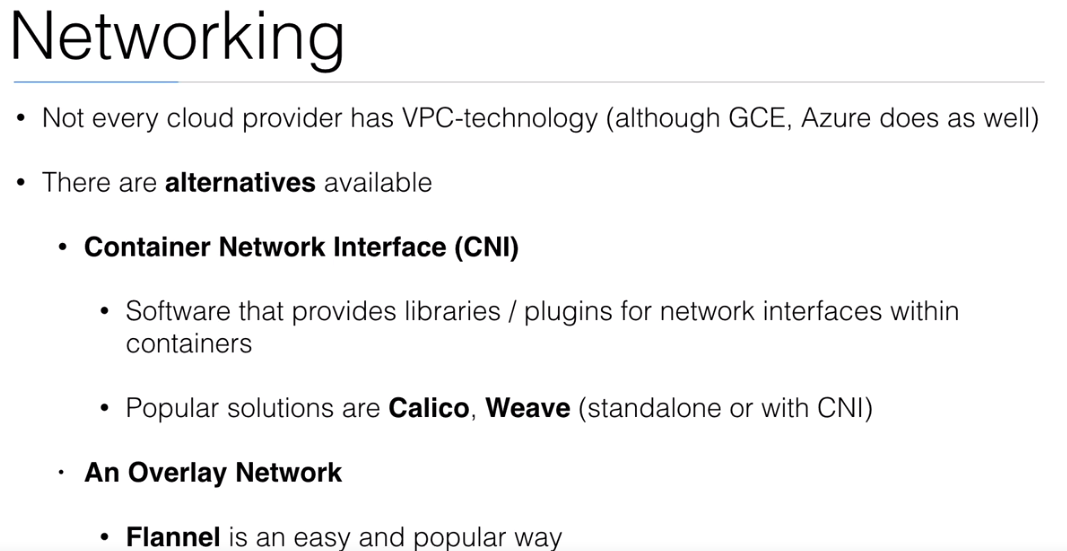 Networking
• Not every cloud provider has VPC-technology (although GCE, Azure does as well)
• There are alternatives available
• Container Network Interface (CNI)
• Software that provides libraries / plugins for network interfaces within
containers
• Popular solutions are Calico, Weave (standalone or with CNI)
• An Overlay Network
• Flannel is an easy and popular way